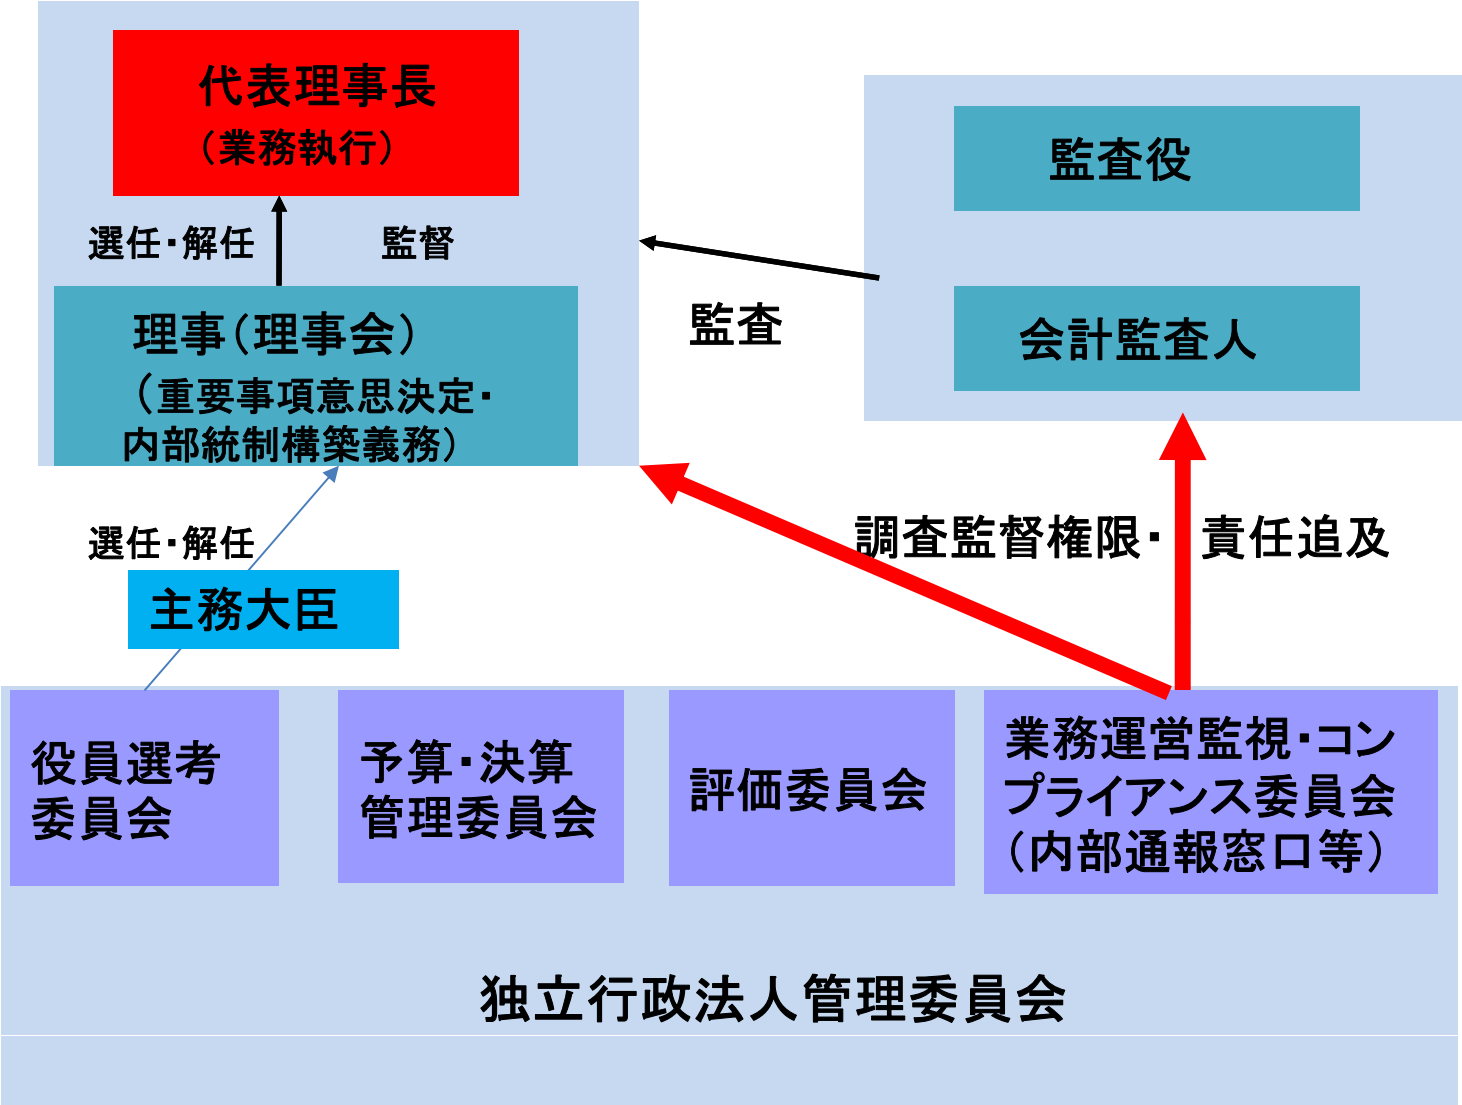 代表理事長
（業務執行）
選任・解任
監督
理事（理事会）
（重要事項意思決定・
内部統制構築義務）
監査役
会計監査人
監査
選任・解任
主務大臣
調査監督権限・　責任追及
役員選考
委員会
予算・決算
管理委員会
評価委員会
業務運営監視・コン
プライアンス委員会
（内部通報窓口等）
独立行政法人管理委員会